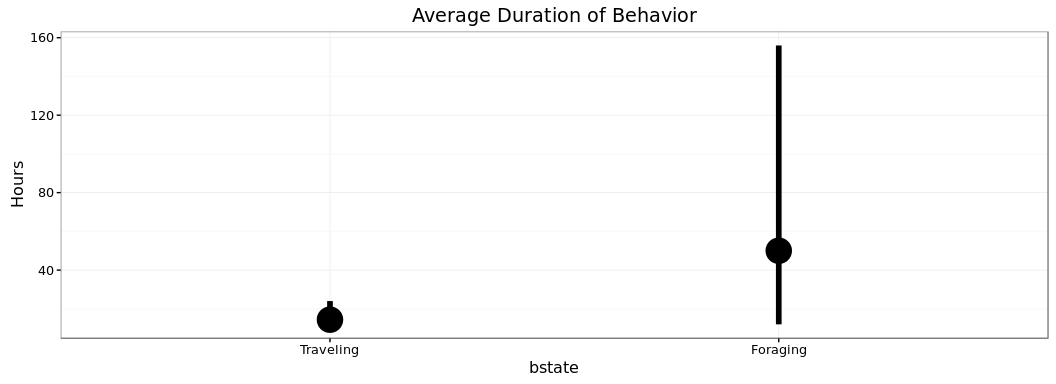 Average Duration of Behavior
160
120
80
40
Hours
Traveling
Foraging
bstate